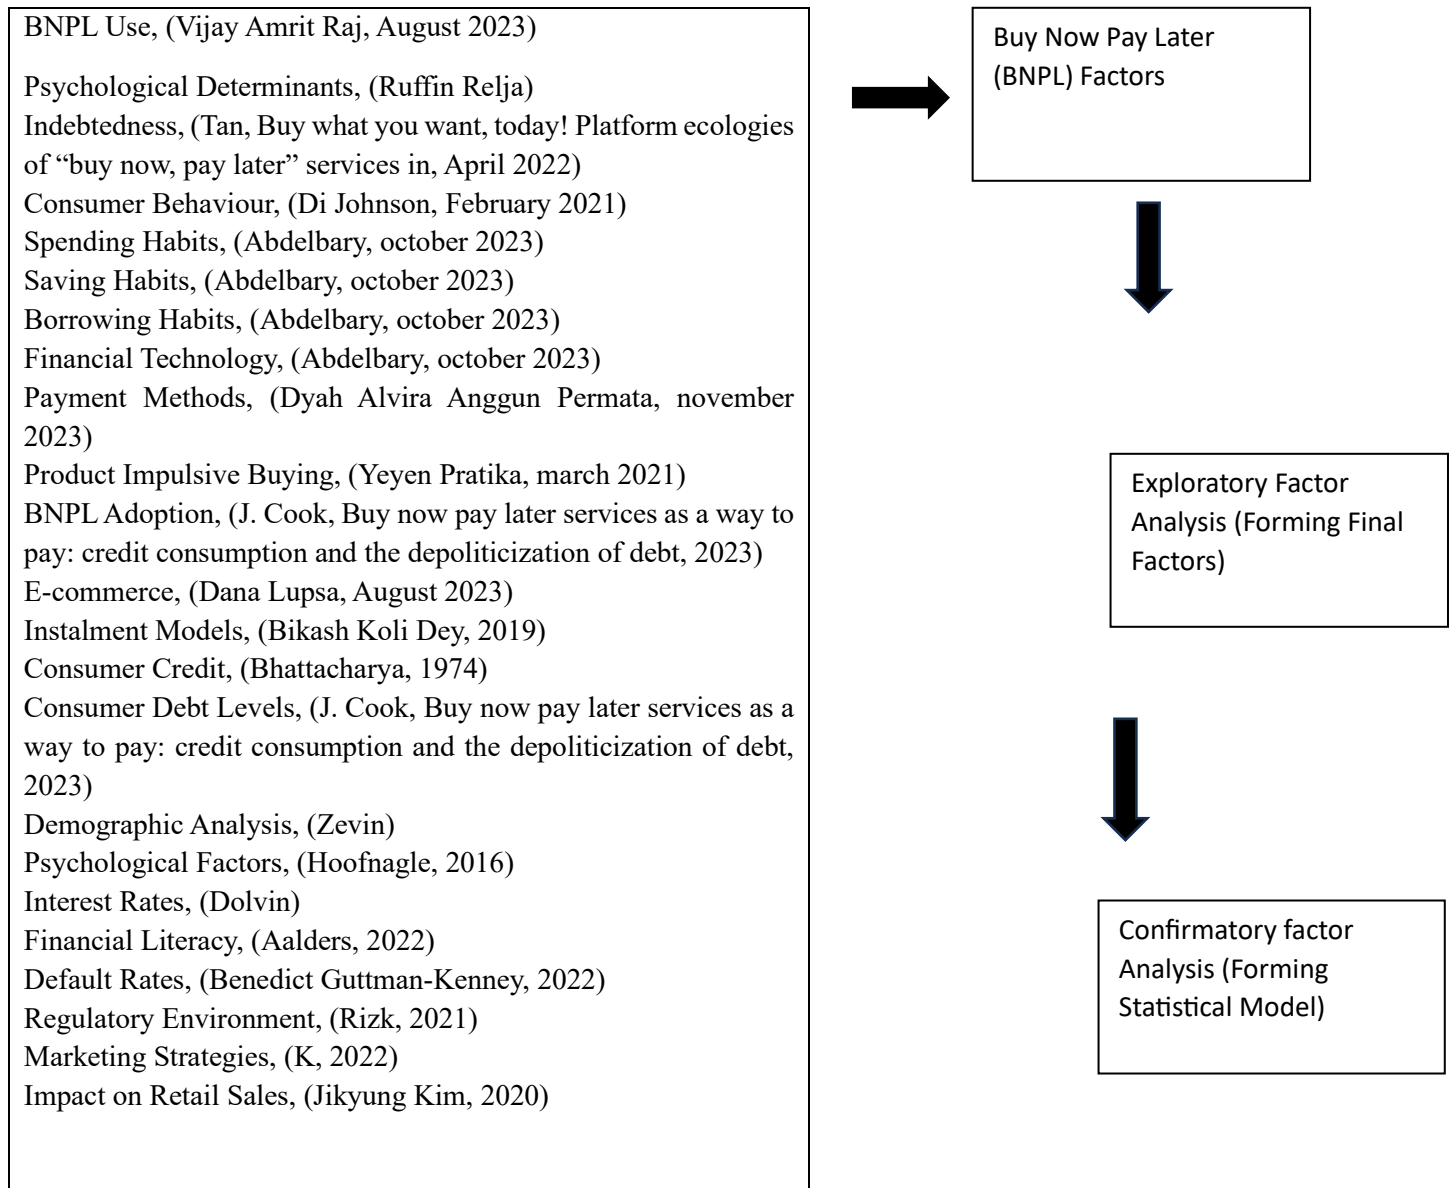 BNPL Use, (Vijay Amrit Raj, August 2023)
Psychological Determinants, (Ruffin Relja)
Indebtedness, (Tan, Buy what you want, today! Platform ecologies
of “buy now, pay later” services in, April 2022)
Consumer Behaviour, (Di Johnson, February 2021)
Spending Habits, (Abdelbary, october 2023)
Saving Habits, (Abdelbary, october 2023)
Borrowing Habits, (Abdelbary, october 2023)
Financial Technology, (Abdelbary, october 2023)
Payment Methods, (Dyah Alvira Anggun Permata, november
2023)
Product Impulsive Buying, (Yeyen Pratika, march 2021)
BNPL Adoption, (J. Cook, Buy now pay later services as a way to
pay: credit consumption and the depoliticization of debt, 2023)
E-commerce, (Dana Lupsa, August 2023)
Instalment Models, (Bikash Koli Dey, 2019)
Consumer Credit, (Bhattacharya, 1974)
Consumer Debt Levels, (J. Cook, Buy now pay later services as a
way to pay: credit consumption and the depoliticization of debt,
2023)
Demographic Analysis, (Zevin)
Psychological Factors, (Hoofnagle, 2016)
Interest Rates, (Dolvin)
Financial Literacy, (Aalders, 2022)
Default Rates, (Benedict Guttman-Kenney, 2022)
Regulatory Environment, (Rizk, 2021)
Marketing Strategies, (K, 2022)
Impact on Retail Sales, (Jikyung Kim, 2020)
Buy Now Pay Later
(BNPL) Factors
Exploratory Factor
Analysis (Forming Final
Factors)
Confirmatory factor
Analysis (Forming
Statistical Model)